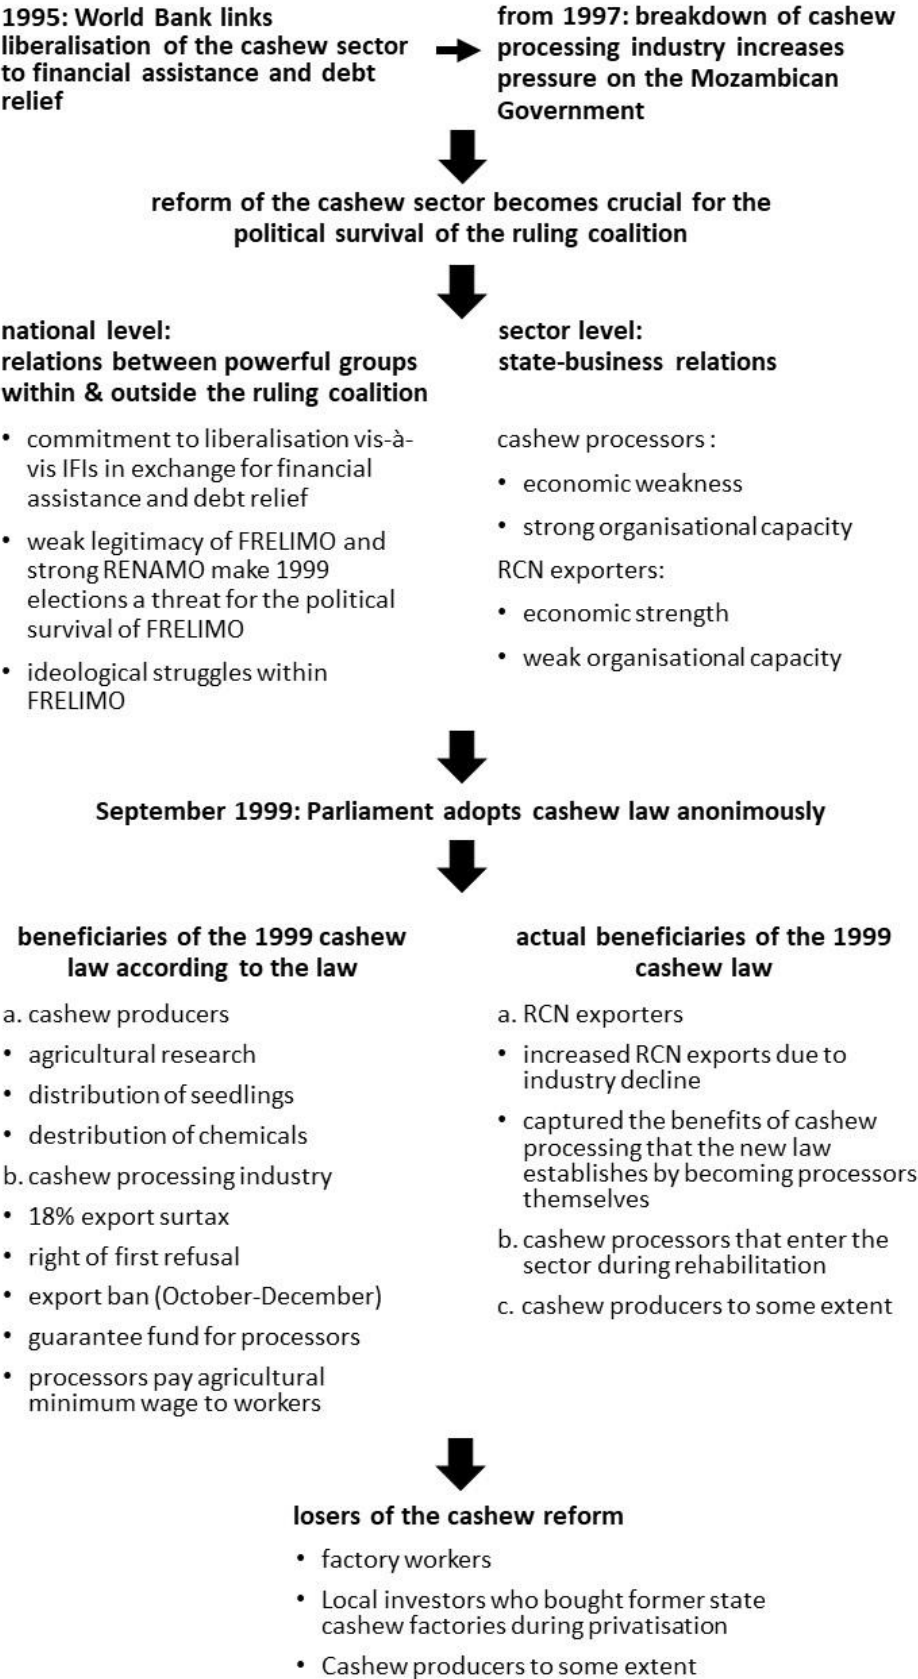 1995: World Bank links
liberalisation of the cashew sector
to financial assistance and debt
relief
from 1997: breakdown of cashew
processing industry increases
pressure on the Mozambican
Government
reform of the cashew sector becomes crucial for the
political survival of the ruling coalition
national level:
relations between powerful groups
within & outside the ruling coalition
• commitment to liberalisation vis-à-
vis IFIs in exchange for financial
assistance and debt relief
• weak legitimacy of FRELIMO and
strong RENAMO make 1999
elections a threat for the political
survival of FRELIMO
• ideological struggles within
FRELIMO
sector level:
state-business relations
cashew processors :
• economic weakness
• strong organisational capacity
RCN exporters:
• economic strength
• weak organisational capacity
September 1999: Parliament adopts cashew law anonimously
beneficiaries of the 1999 cashew
law according to the law
a. cashew producers
• agricultural research
• distribution of seedlings
• destribution of chemicals
b. cashew processing industry
• 18% export surtax
• right of first refusal
• export ban (October-December)
• guarantee fund for processors
• processors pay agricultural
minimum wage to workers
actual beneficiaries of the 1999
cashew law
a. RCN exporters
• increased RCN exports due to
industry decline
• captured the benefits of cashew
processing that the new law
establishes by becoming processors
themselves
b. cashew processors that enter the
sector during rehabilitation
c. cashew producers to some extent
losers of the cashew reform
• factory workers
• Local investors who bought former state
cashew factories during privatisation
• Cashew producers to some extent